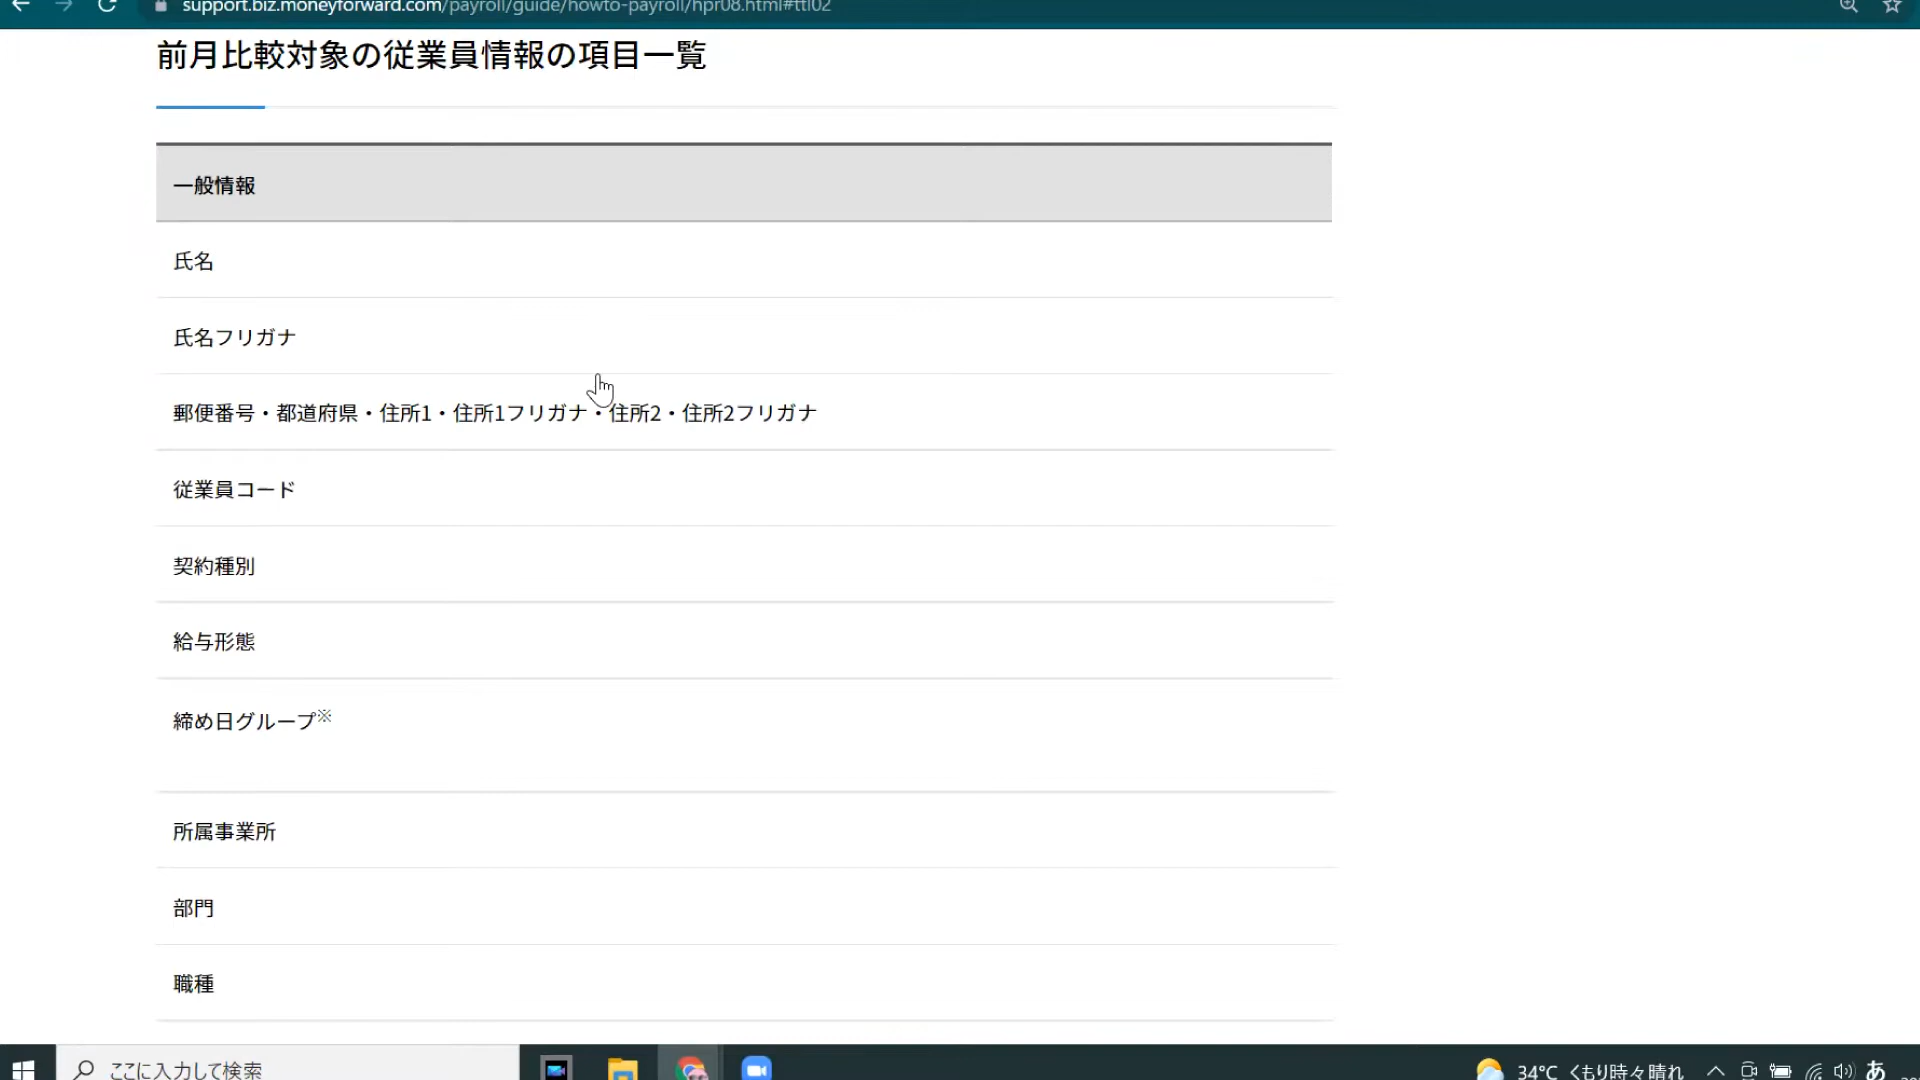 support.biz.moneyforward.com/payroll/guide/howto-payroll/hpr08.html#ttl02
前月比較対象の従業員情報の項目一覧
一般情報
氏名
氏名フリガナ
郵便番号・都道府県・住所1・住所1フリガナ・住所2・住所2フリガナ
従業員コード
契約種別
給与形態
締め日グループ※
所属事業所
部門
職種
ここに入力して検索
34°C くもり時々晴れ
あ